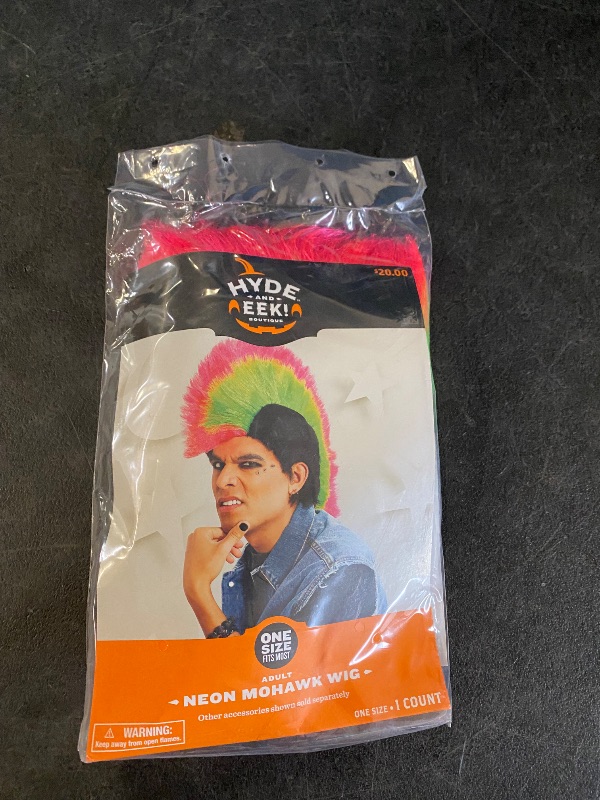 $20.00
HYDE
AND
EEK!
BOUTIQUE
ONE
SIZE
FITS MOST
ADULT
NEON MOHAWK WIG
Other accessories shown sold separately
ONE SIZE • 1 COUNT
⚠ WARNING:
Keep away from open flames.